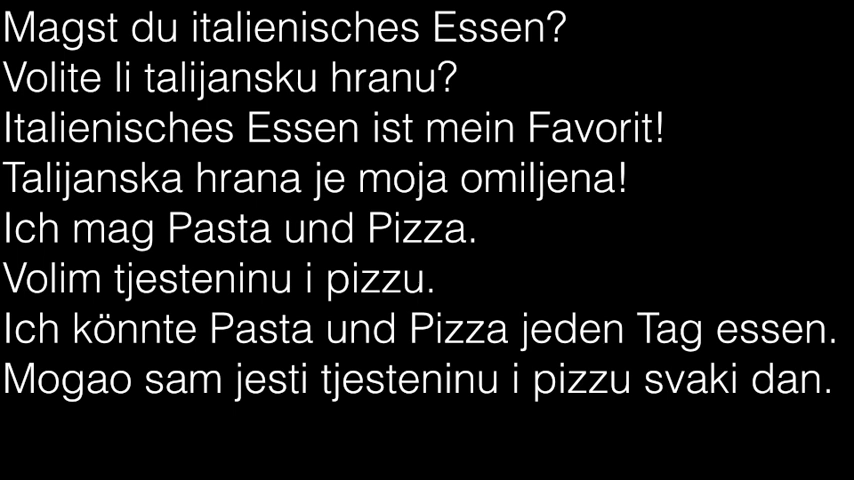 Magst du italienisches Essen?
Volite li talijansku hranu?
Italienisches Essen ist mein Favorit!
Talijanska hrana je moja omiljena!
Ich mag Pasta und Pizza.
Volim tjesteninu i pizzu.
Ich könnte Pasta und Pizza jeden Tag essen.
Mogao sam jesti tjesteninu i pizzu svaki dan.